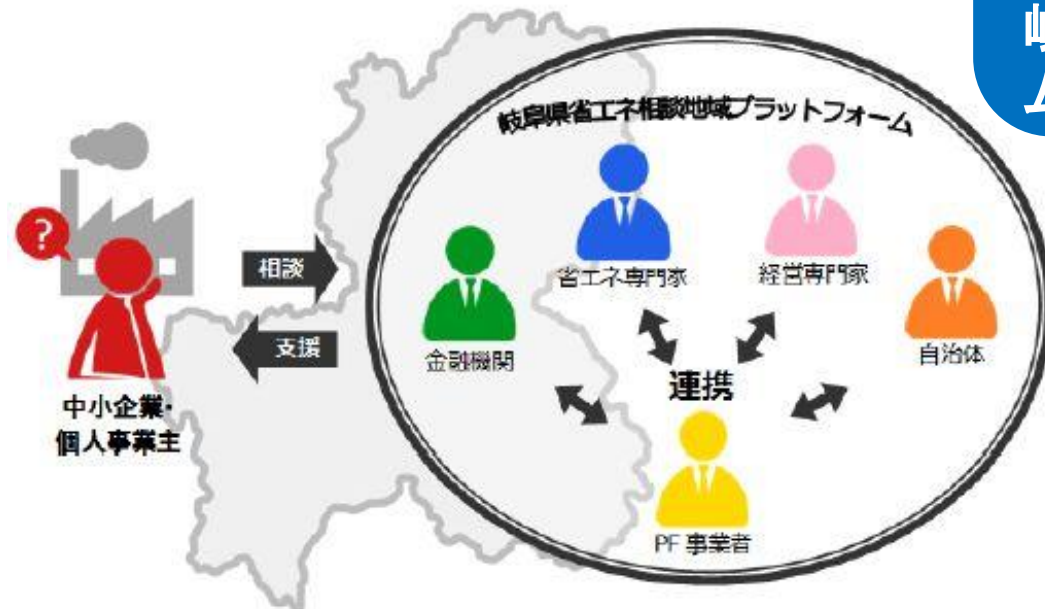 岐阜県省エネ相談地域プラットフォーム
?
相談
支援
中小企業・
個人事業主
金融機関
省エネ専門家
経営専門家
自治体
連携
PF 事業者